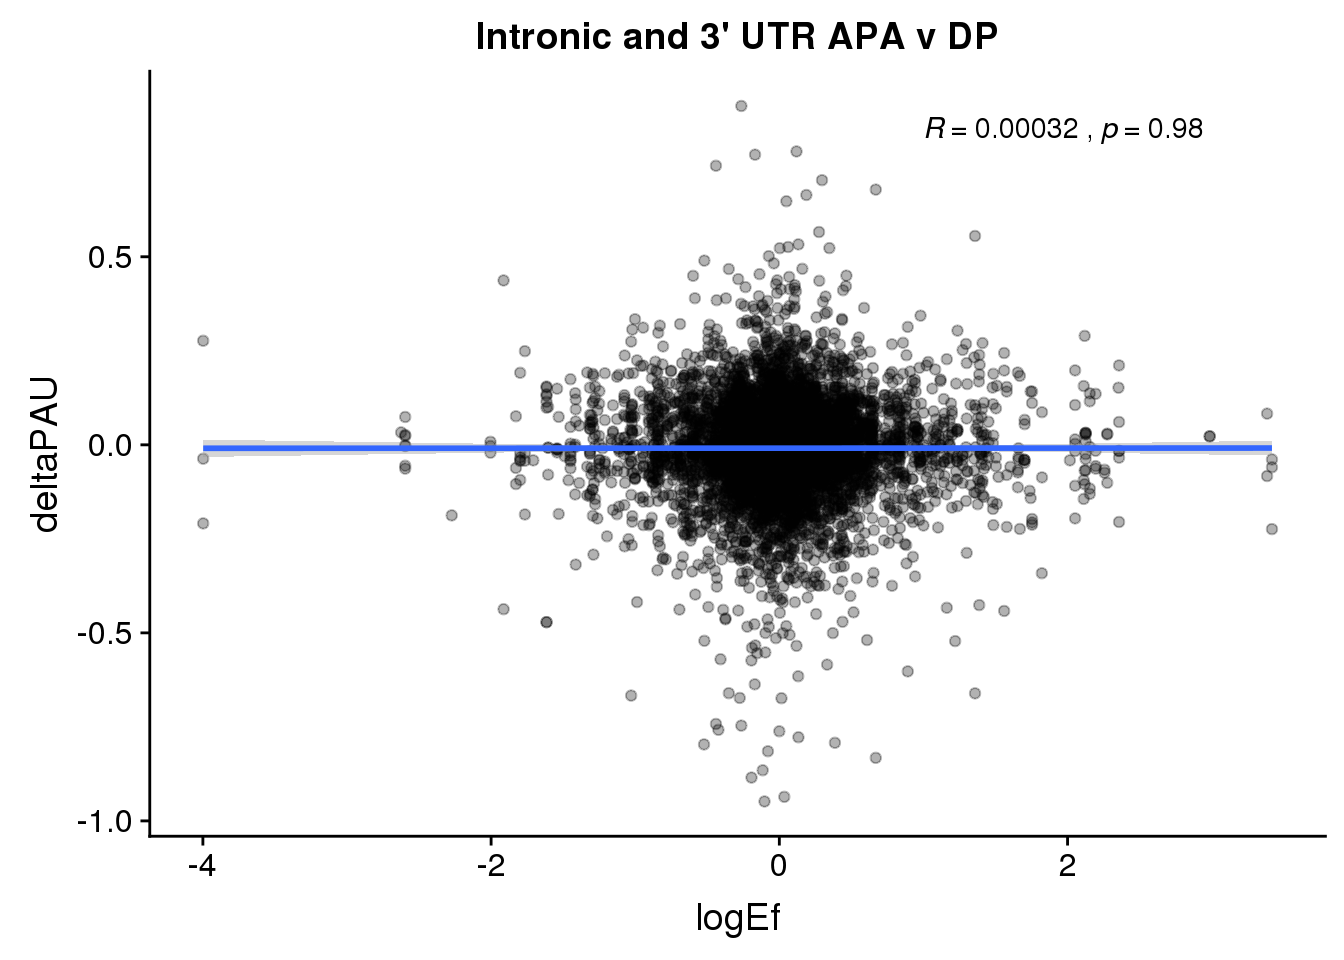 Intronic and 3' UTR APA v DP
R = 0.00032 , p = 0.98
deltaPAU
0.5
0.0
-0.5
-1.0
-4
-2
0
2
logEf